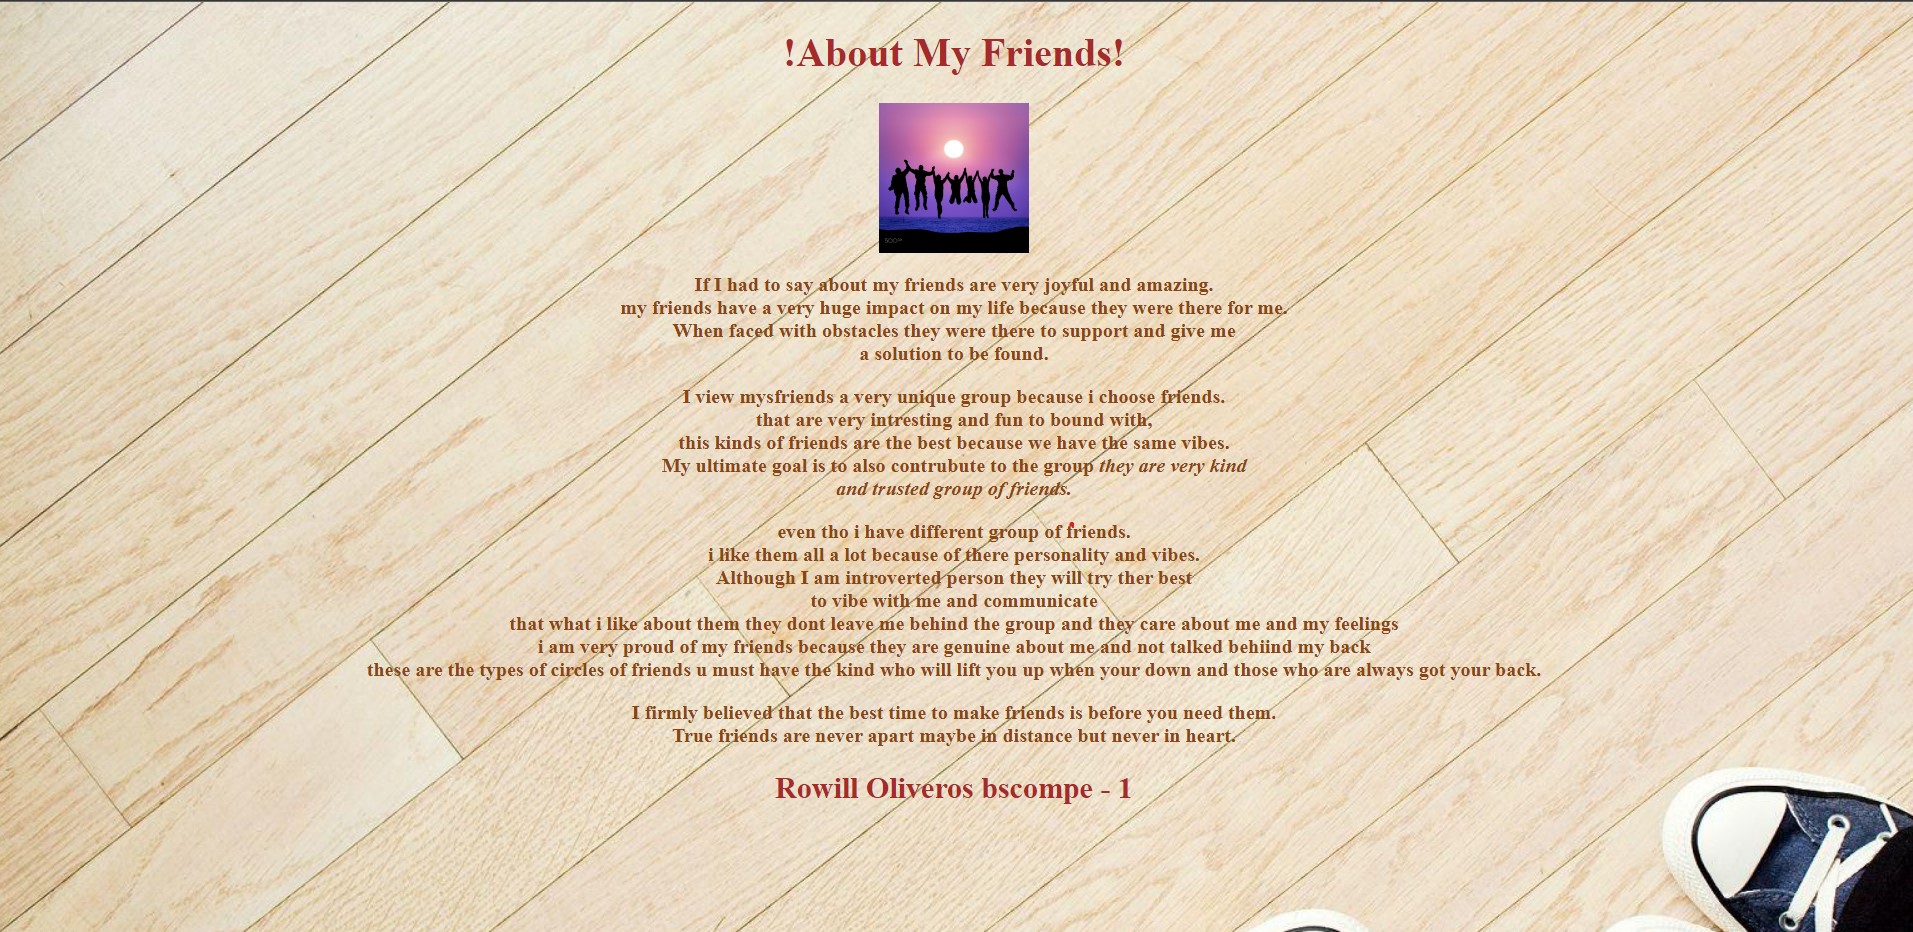 !About My Friends!
If I had to say about my friends are very joyful and amazing.
my friends have a very huge impact on my life because they were there for me.
When faced with obstacles they were there to support and give me
a solution to be found.
I view mysfriends a very unique group because i choose friends.
that are very intresting and fun to bound with,
this kinds of friends are the best because we have the same vibes.
My ultimate goal is to also contrubute to the group they are very kind
and trusted group of friends.
even tho i have different group of friends.
i like them all a lot because of there personality and vibes.
Although I am introverted person they will try ther best
to vibe with me and communicate
that what i like about them they dont leave me behind the group and they care about me and my feelings
i am very proud of my friends because they are genuine about me and not talked behiind my back
these are the types of circles of friends u must have the kind who will lift you up when your down and those who are always got your back.
I firmly believed that the best time to make friends is before you need them.
True friends are never apart maybe in distance but never in heart.
Rowill Oliveros bscompe - 1